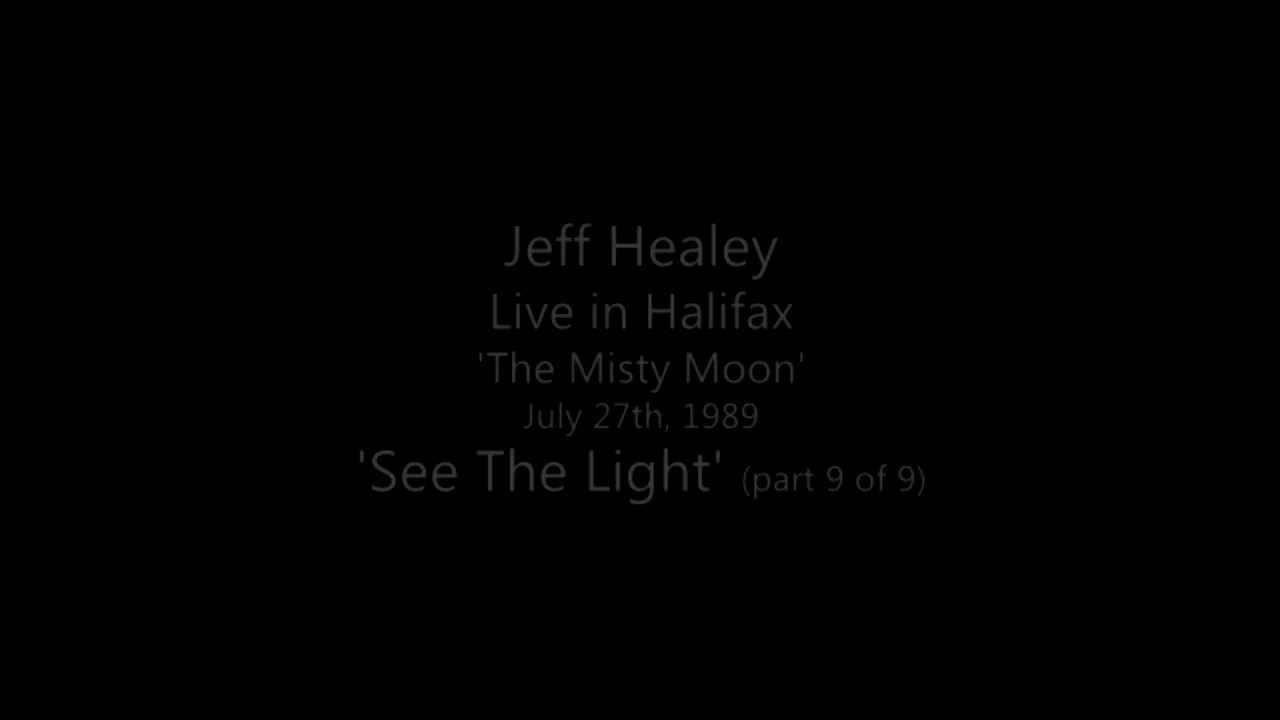 Jeff Healey
Live in Halifax
'The Misty Moon'
July 27th, 1989
'See The Light' (part 9 of 9)